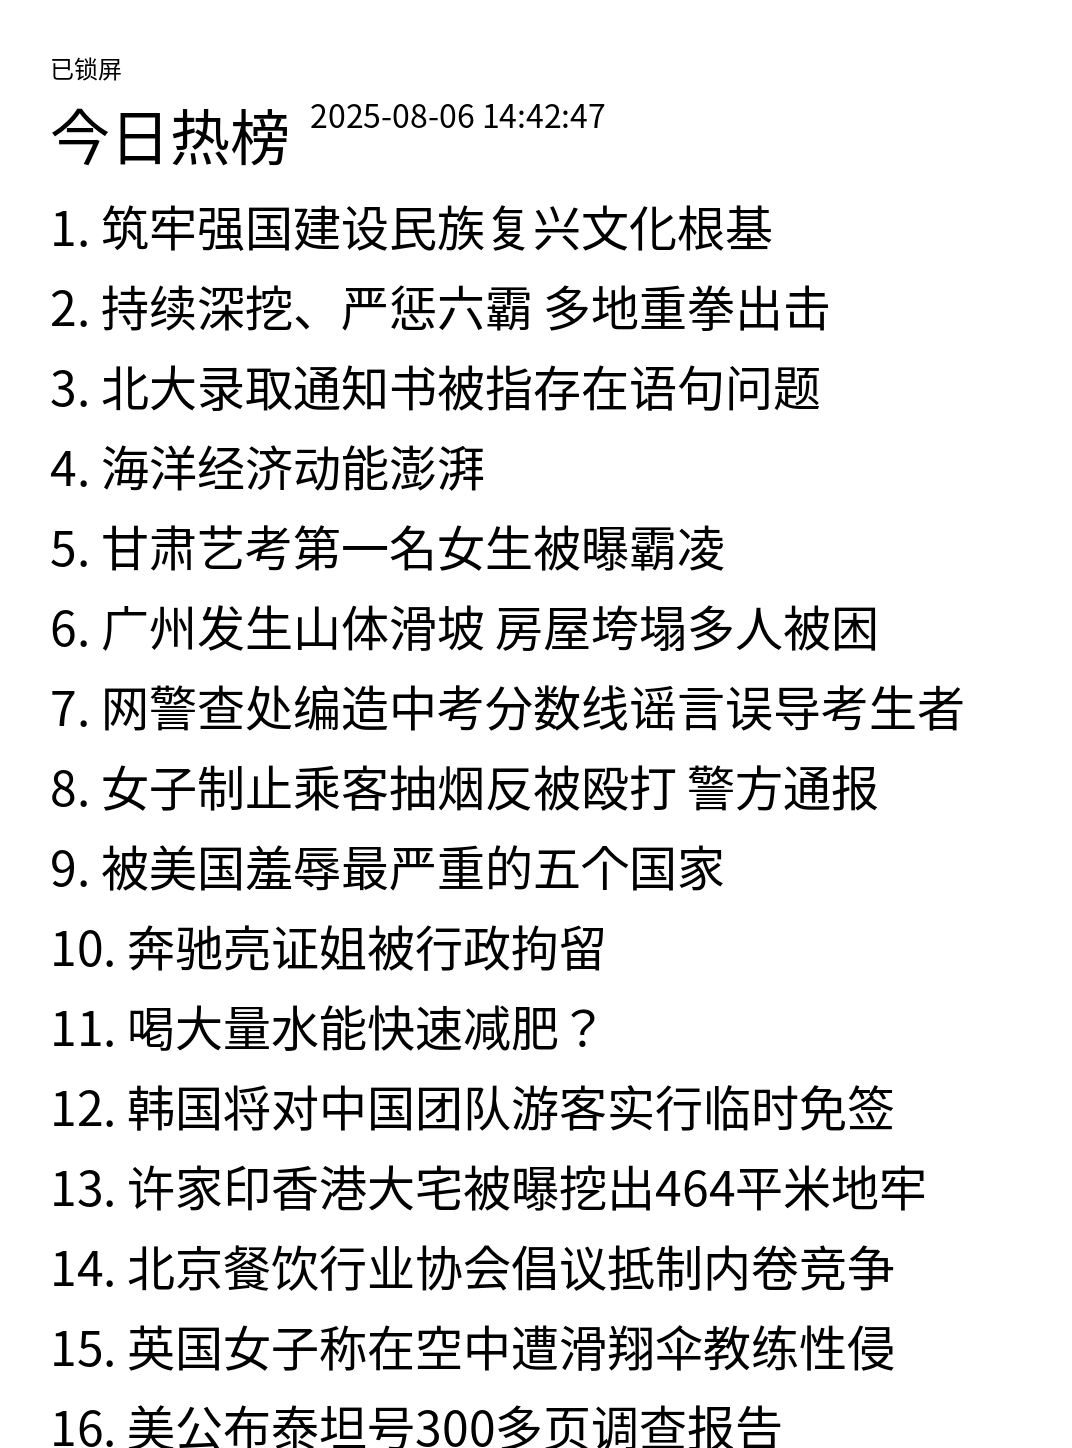 已锁屏
今日热榜 2025-08-06 14:42:47
1. 筑牢强国建设民族复兴文化根基
2. 持续深挖、严惩六霸 多地重拳出击
3. 北大录取通知书被指存在语句问题
4. 海洋经济动能澎湃
5. 甘肃艺考第一名女生被曝霸凌
6. 广州发生山体滑坡 房屋垮塌多人被困
7. 网警查处编造中考分数线谣言误导考生者
8. 女子制止乘客抽烟反被殴打 警方通报
9. 被美国羞辱最严重的五个国家
10. 奔驰亮证姐被行政拘留
11. 喝大量水能快速减肥？
12. 韩国将对中国团队游客实行临时免签
13. 许家印香港大宅被曝挖出464平米地牢
14. 北京餐饮行业协会倡议抵制内卷竞争
15. 英国女子称在空中遭滑翔伞教练性侵
16. 美公布泰坦号300多页调查报告